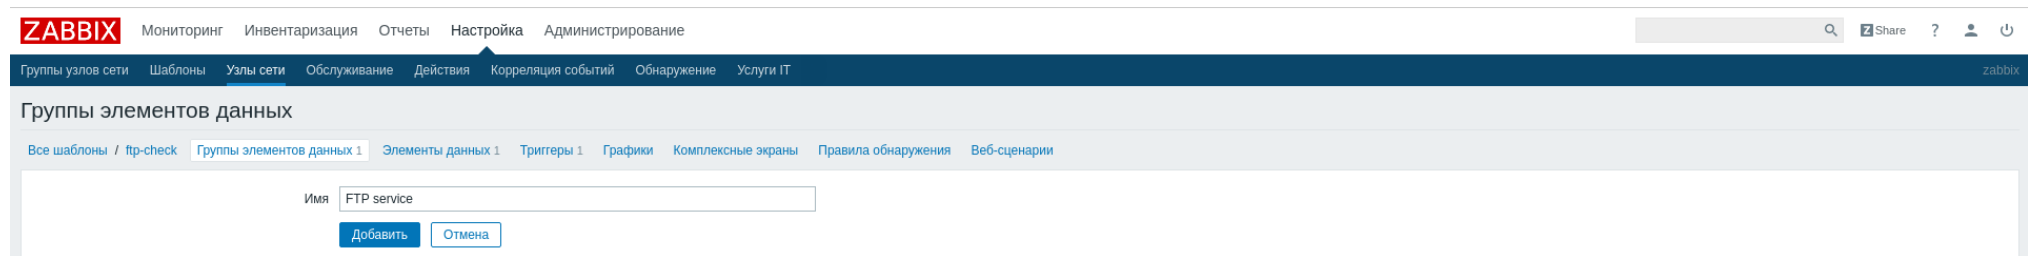 ZABBIX Мониторинг Инвентаризация Отчеты Настройка Администрирование Z Share ?
Группы узлов сети Шаблоны Узлы сети Обслуживание Действия Корреляция событий Обнаружение Услуги IT zabbix
Группы элементов данных
Все шаблоны / ftp-check Группы элементов данных 1 Элементы данных 1 Триггеры 1 Графики Комплексные экраны Правила обнаружения Веб-сценарии
Имя FTP service
Добавить Отмена